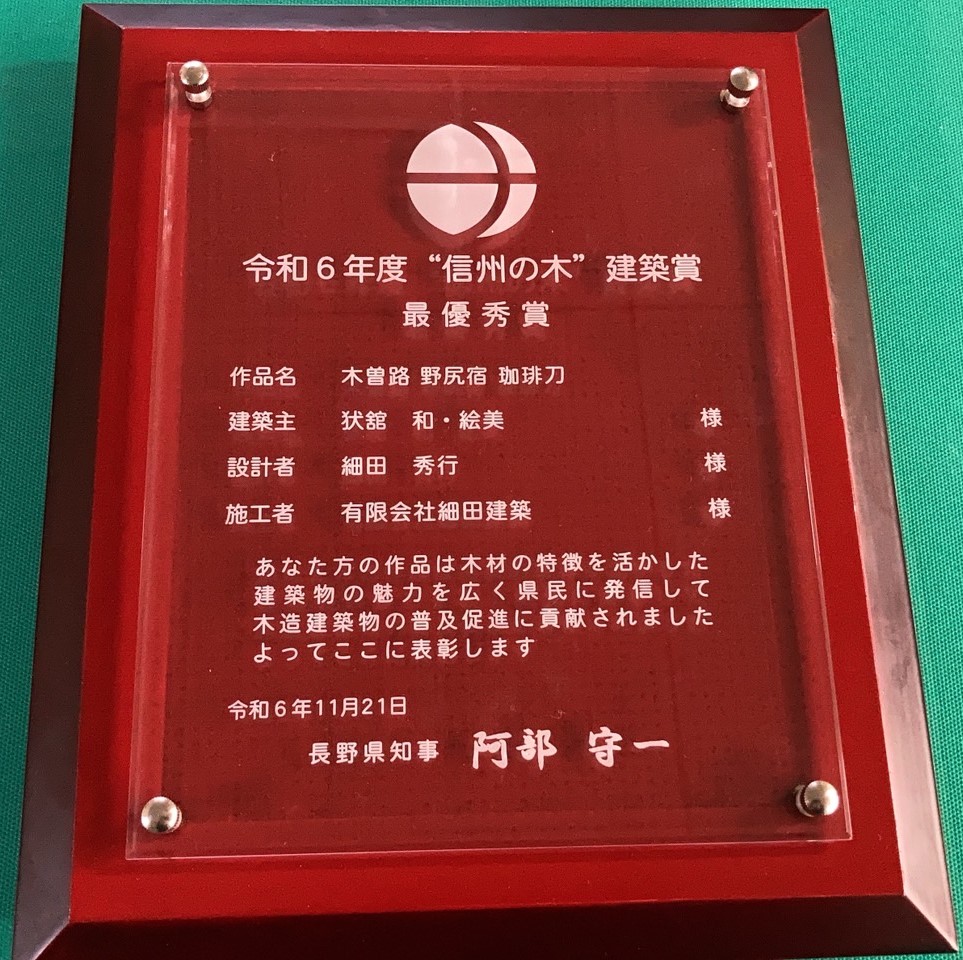 令和6年度“信州の木”建築賞
最優秀賞
作品名 木曽路 野尻宿 珈琲刀
建築主 状舘 和・絵美 様
設計者 細田 秀行 様
施工者 有限会社細田建築 様
あなた方の作品は木材の特徴を活かした
建築物の魅力を広く県民に発信して
木造建築物の普及促進に貢献されました
よってここに表彰します
令和6年11月21日
長野県知事 阿部 守一